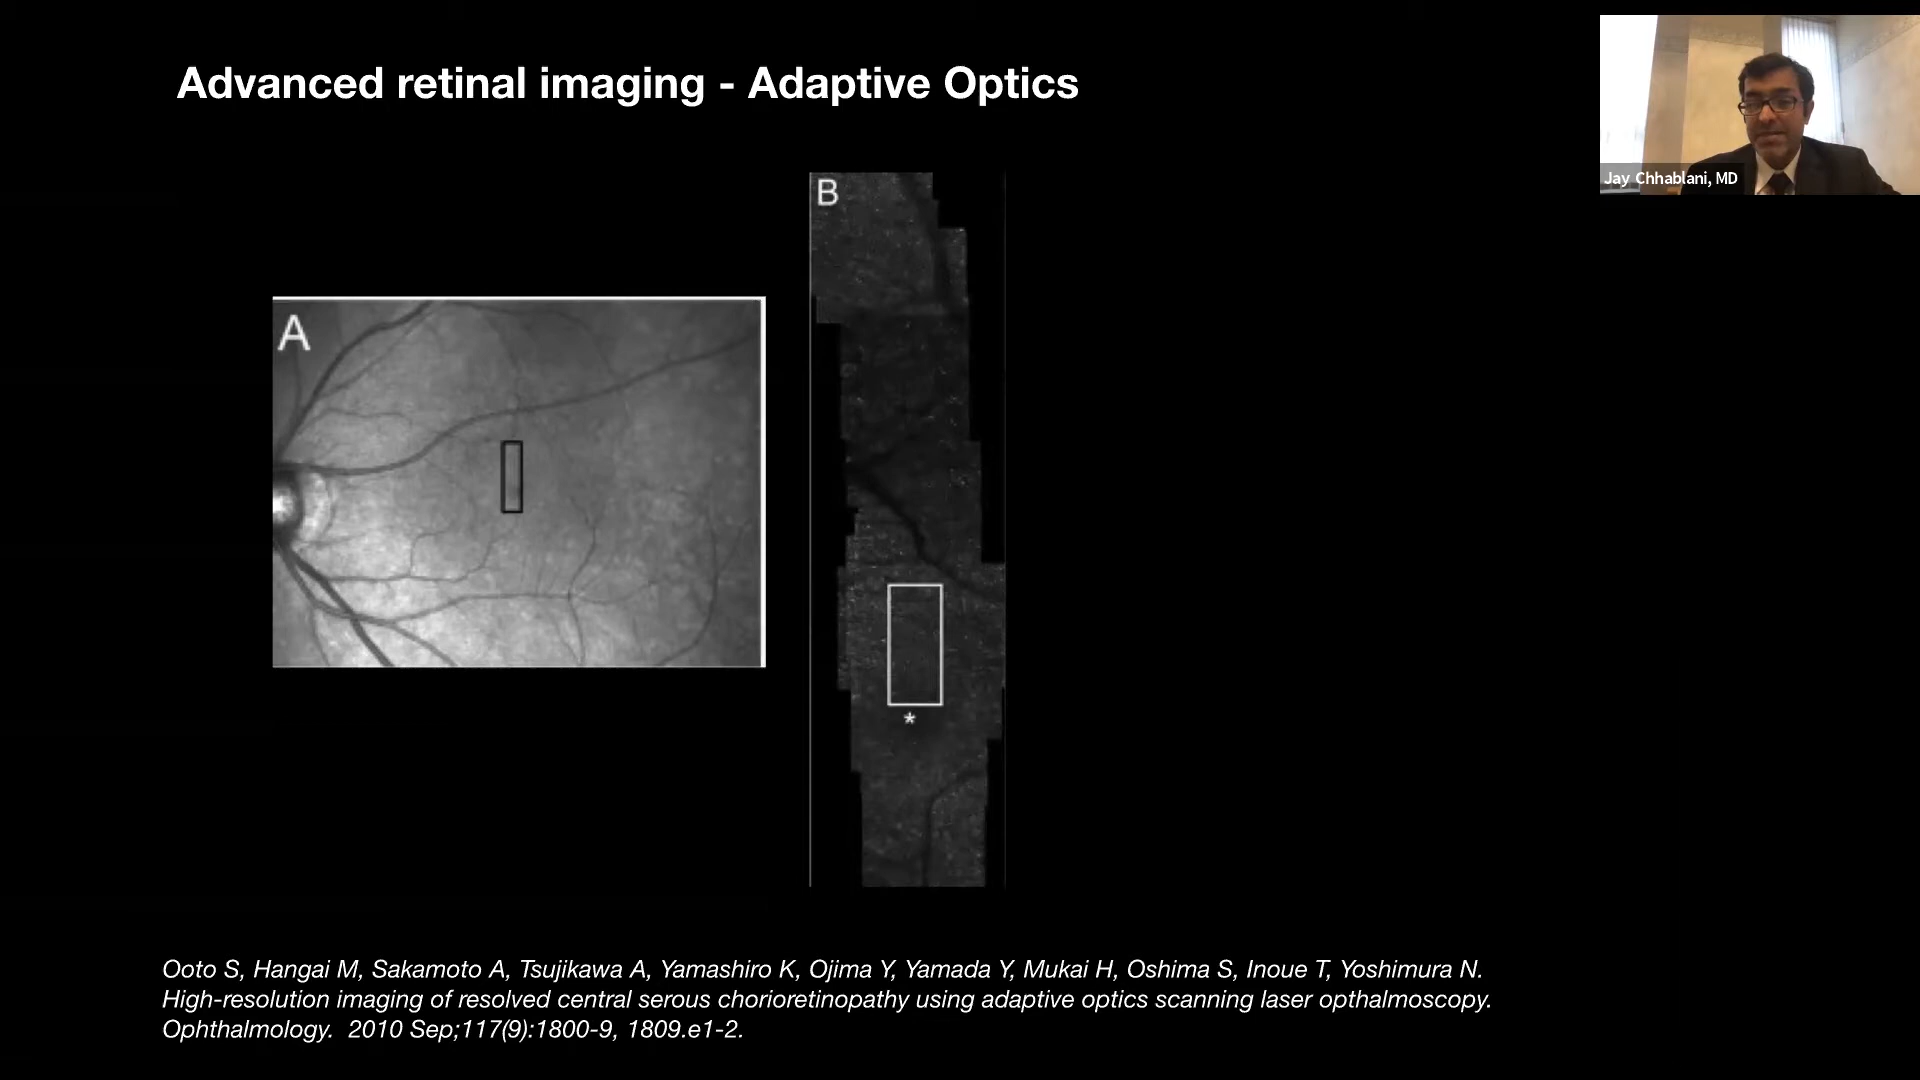 Advanced retinal imaging - Adaptive Optics
Jay Chhablani, MD
B
A
*
Ooto S, Hangai M, Sakamoto A, Tsujikawa A, Yamashiro K, Ojima Y, Yamada Y, Mukai H, Oshima S, Inoue T, Yoshimura N.
High-resolution imaging of resolved central serous chorioretinopathy using adaptive optics scanning laser opthalmoscopy.
Ophthalmology.  2010 Sep;117(9):1800-9, 1809.e1-2.